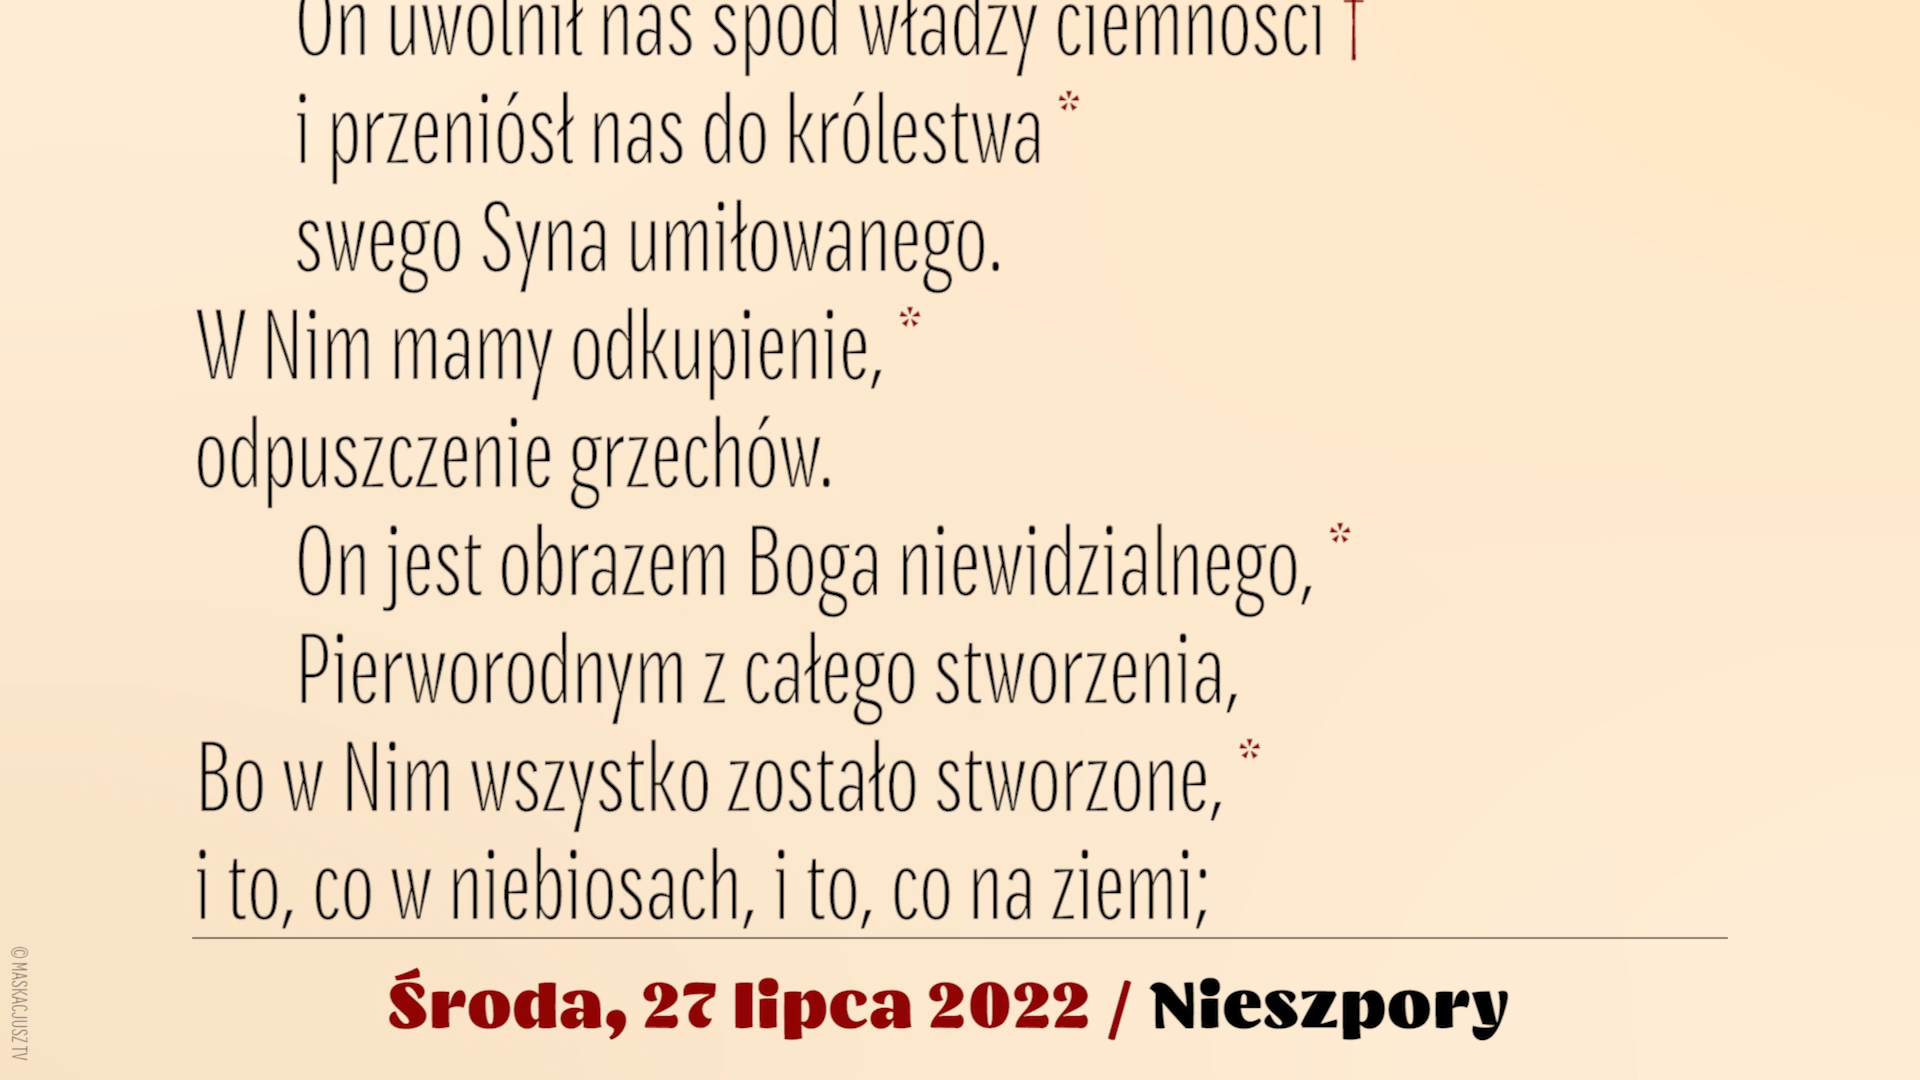 On uwolnił nas spod władzy ciemności †
i przeniósł nas do królestwa *
swego Syna umiłowanego.
W Nim mamy odkupienie, *
odpuszczenie grzechów.
On jest obrazem Boga niewidzialnego, *
Pierworodnym z całego stworzenia,
Bo w Nim wszystko zostało stworzone, *
i to, co w niebiosach, i to, co na ziemi;
Środa, 27 lipca 2022 / Nieszpory
© MASKACJUSZ TV